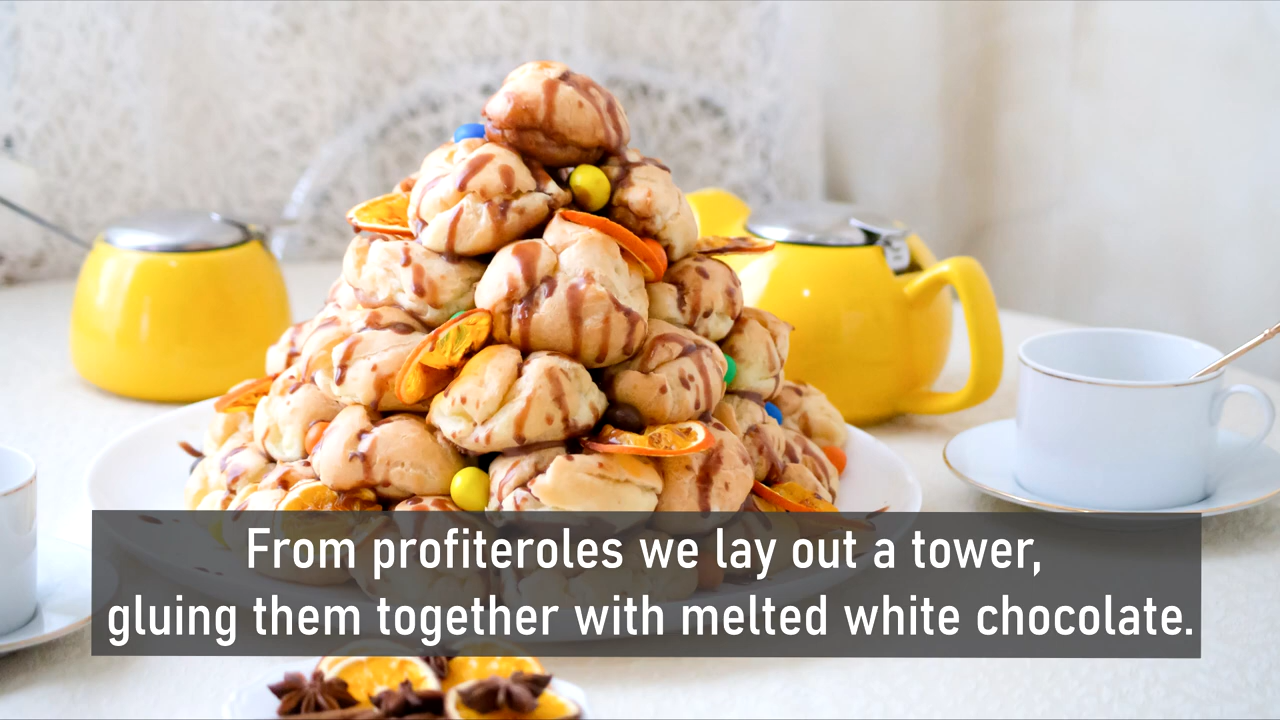 From profiteroles we lay out a tower,
gluing them together with melted white chocolate.